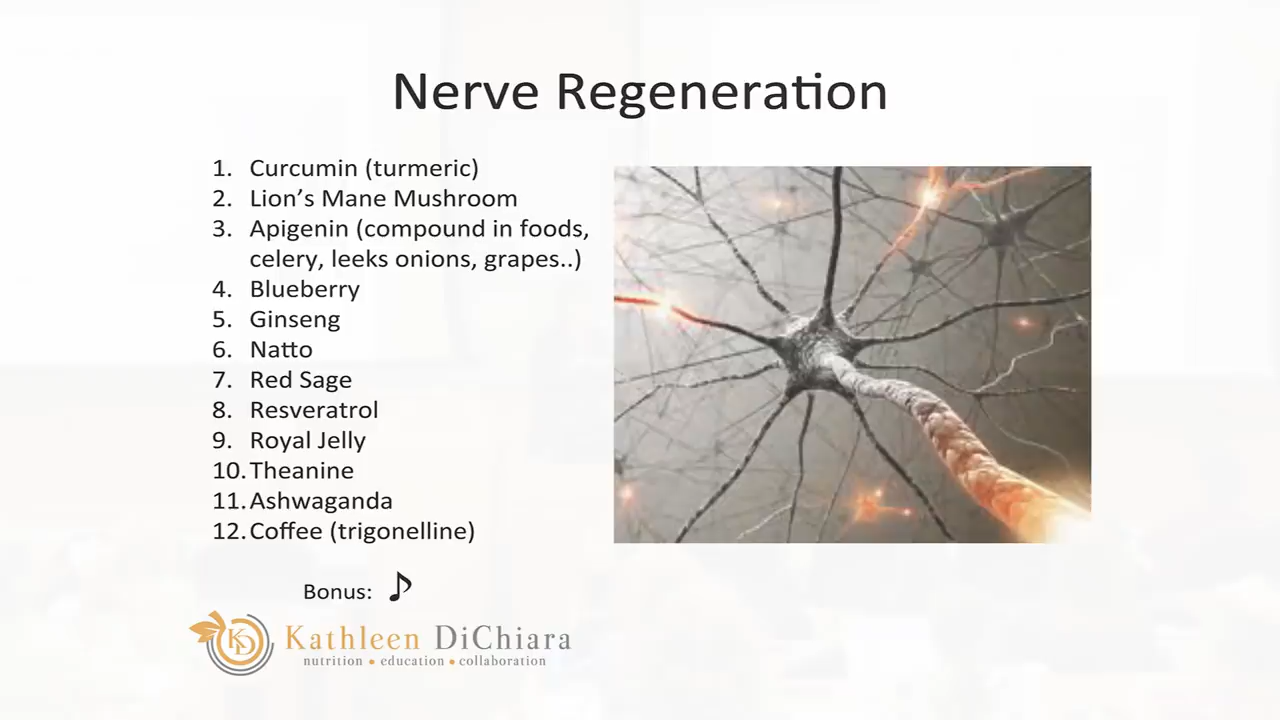 Nerve Regeneration
1. Curcumin (turmeric)
2. Lion's Mane Mushroom
3. Apigenin (compound in foods,
celery, leeks onions, grapes..)
4. Blueberry
5. Ginseng
6. Natto
7. Red Sage
8. Resveratrol
9. Royal Jelly
10. Theanine
11. Ashwaganda
12. Coffee (trigonelline)
Bonus: ♪
KD
Kathleen DiChiara
nutrition • education • collaboration